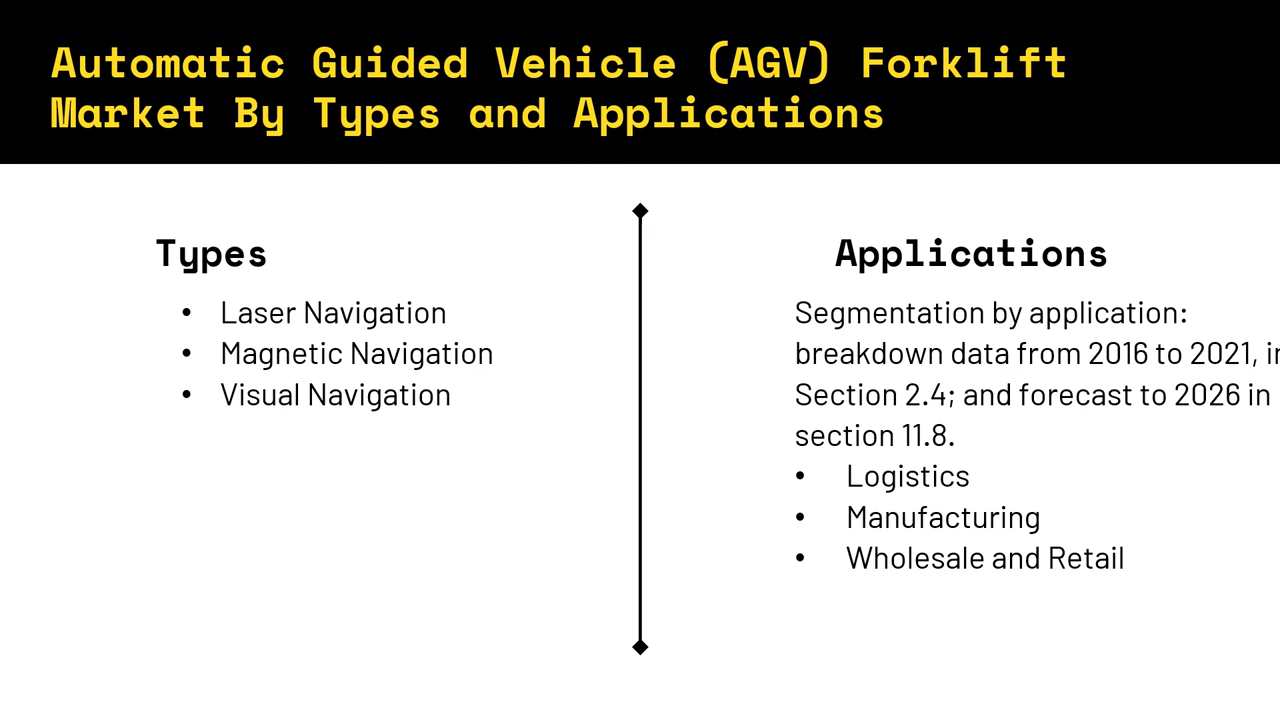 Automatic Guided Vehicle (AGV) Forklift
Market By Types and Applications
Types
• Laser Navigation
• Magnetic Navigation
• Visual Navigation
Applications
Segmentation by application:
breakdown data from 2016 to 2021, in
Section 2.4; and forecast to 2026 in
section 11.8.
• Logistics
• Manufacturing
• Wholesale and Retail